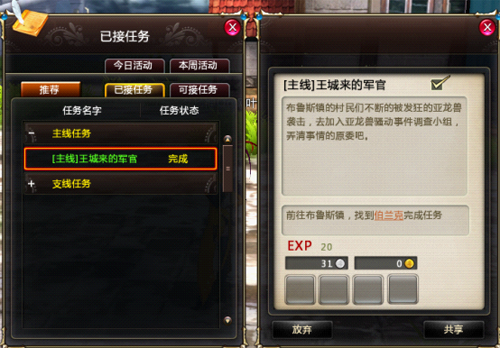 已接任务
今日活动 本周活动
推荐 已接任务 可接任务
任务名字 任务状态
主线任务
[主线]王城来的军官 完成
支线任务
[主线]王城来的军官
布鲁斯镇的村民们不断的被发狂的亚龙兽
袭击，去加入亚龙兽骚动事件调查小组，
弄清事情的原委吧。
前往布鲁斯镇，找到伯兰克完成任务
EXP 20
31 0
放弃 共享